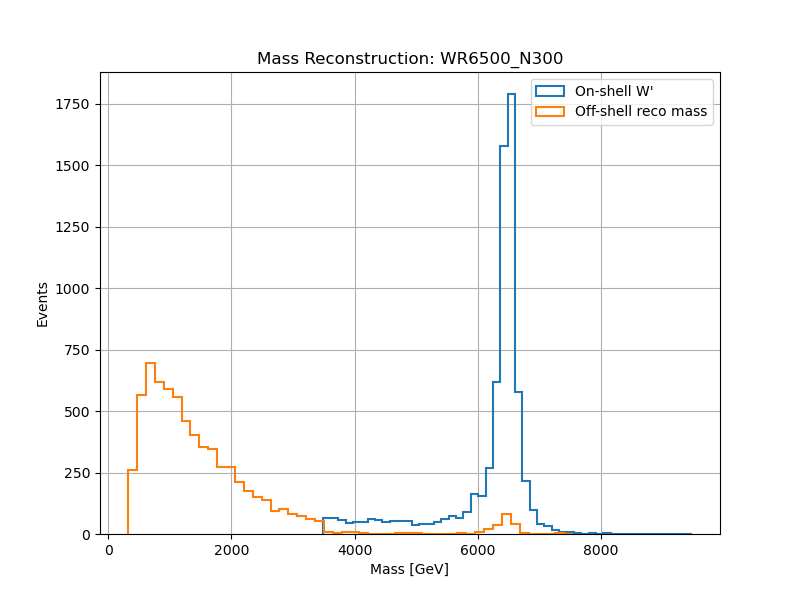 Mass Reconstruction: WR6500_N300
On-shell W'
Off-shell reco mass
1750
1500
1250
1000
750
500
250
0
Events
0 2000 4000 6000 8000
Mass [GeV]